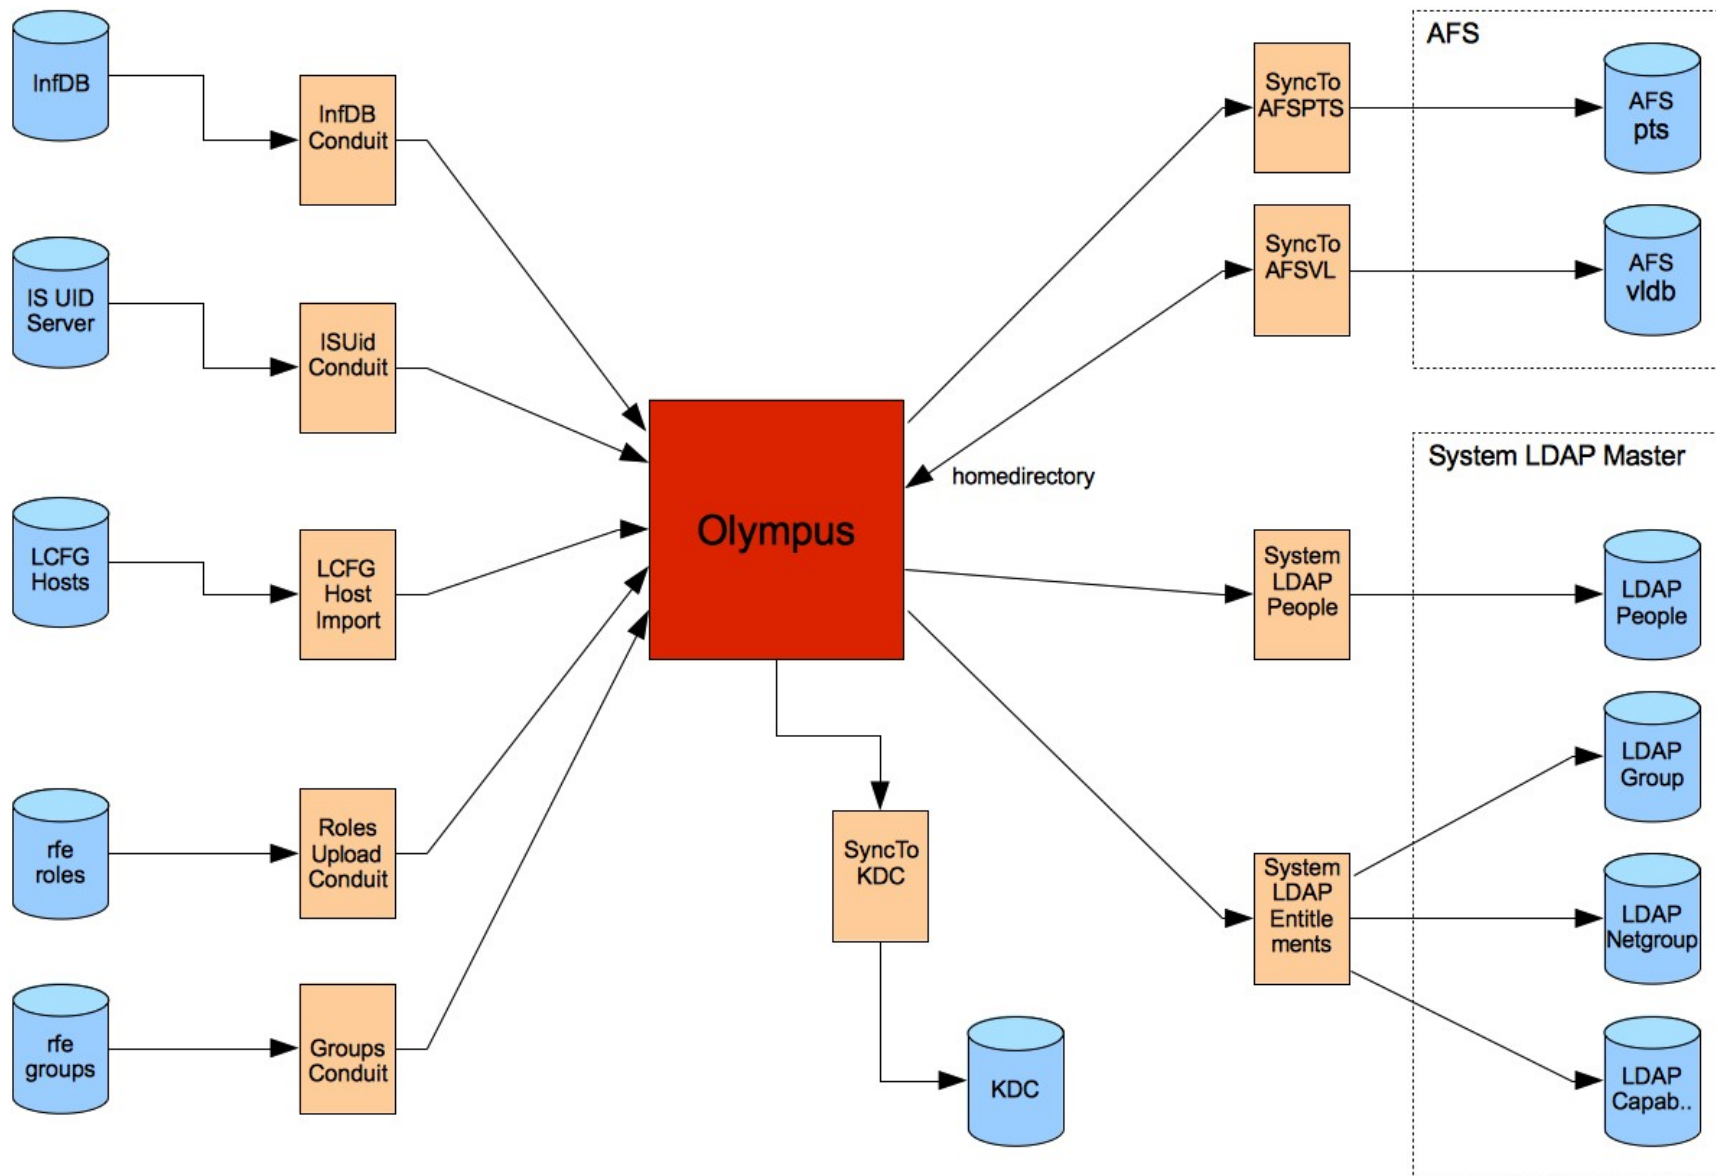 InfDB
InfDB
Conduit
IS UID
Server
ISUid
Conduit
LCFG
Hosts
LCFG
Host
Import
rfe
roles
Roles
Upload
Conduit
rfe
groups
Groups
Conduit
Olympus
homedirectory
SyncTo
KDC
KDC
SyncTo
AFSPTS
SyncTo
AFSVL
AFS
AFS
pts
AFS
vldb
System LDAP Master
System
LDAP
People
LDAP
People
System
LDAP
Entitle
ments
LDAP
Group
LDAP
Netgroup
LDAP
Capab..